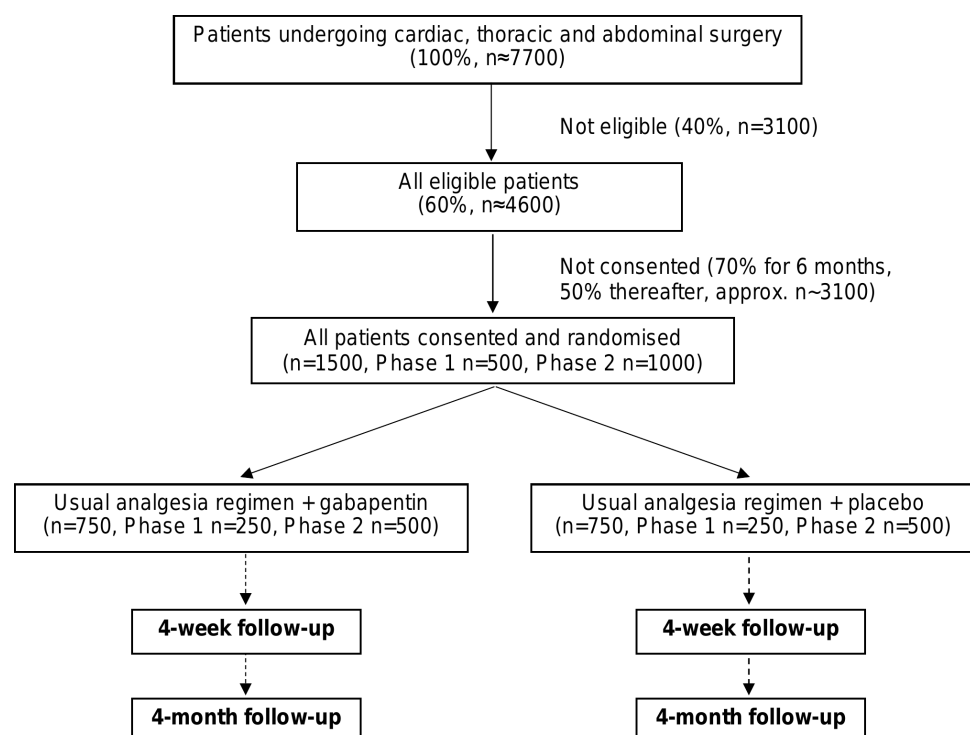 Patients undergoing cardiac, thoracic and abdominal surgery
(100%, n≈7700)
Not eligible (40%, n=3100)
All eligible patients
(60%, n≈4600)
Not consented (70% for 6 months,
50% thereafter, approx. n~3100)
All patients consented and randomised
(n=1500, Phase 1 n=500, Phase 2 n=1000)
Usual analgesia regimen + gabapentin
(n=750, Phase 1 n=250, Phase 2 n=500)
Usual analgesia regimen + placebo
(n=750, Phase 1 n=250, Phase 2 n=500)
4-week follow-up
4-week follow-up
4-month follow-up
4-month follow-up